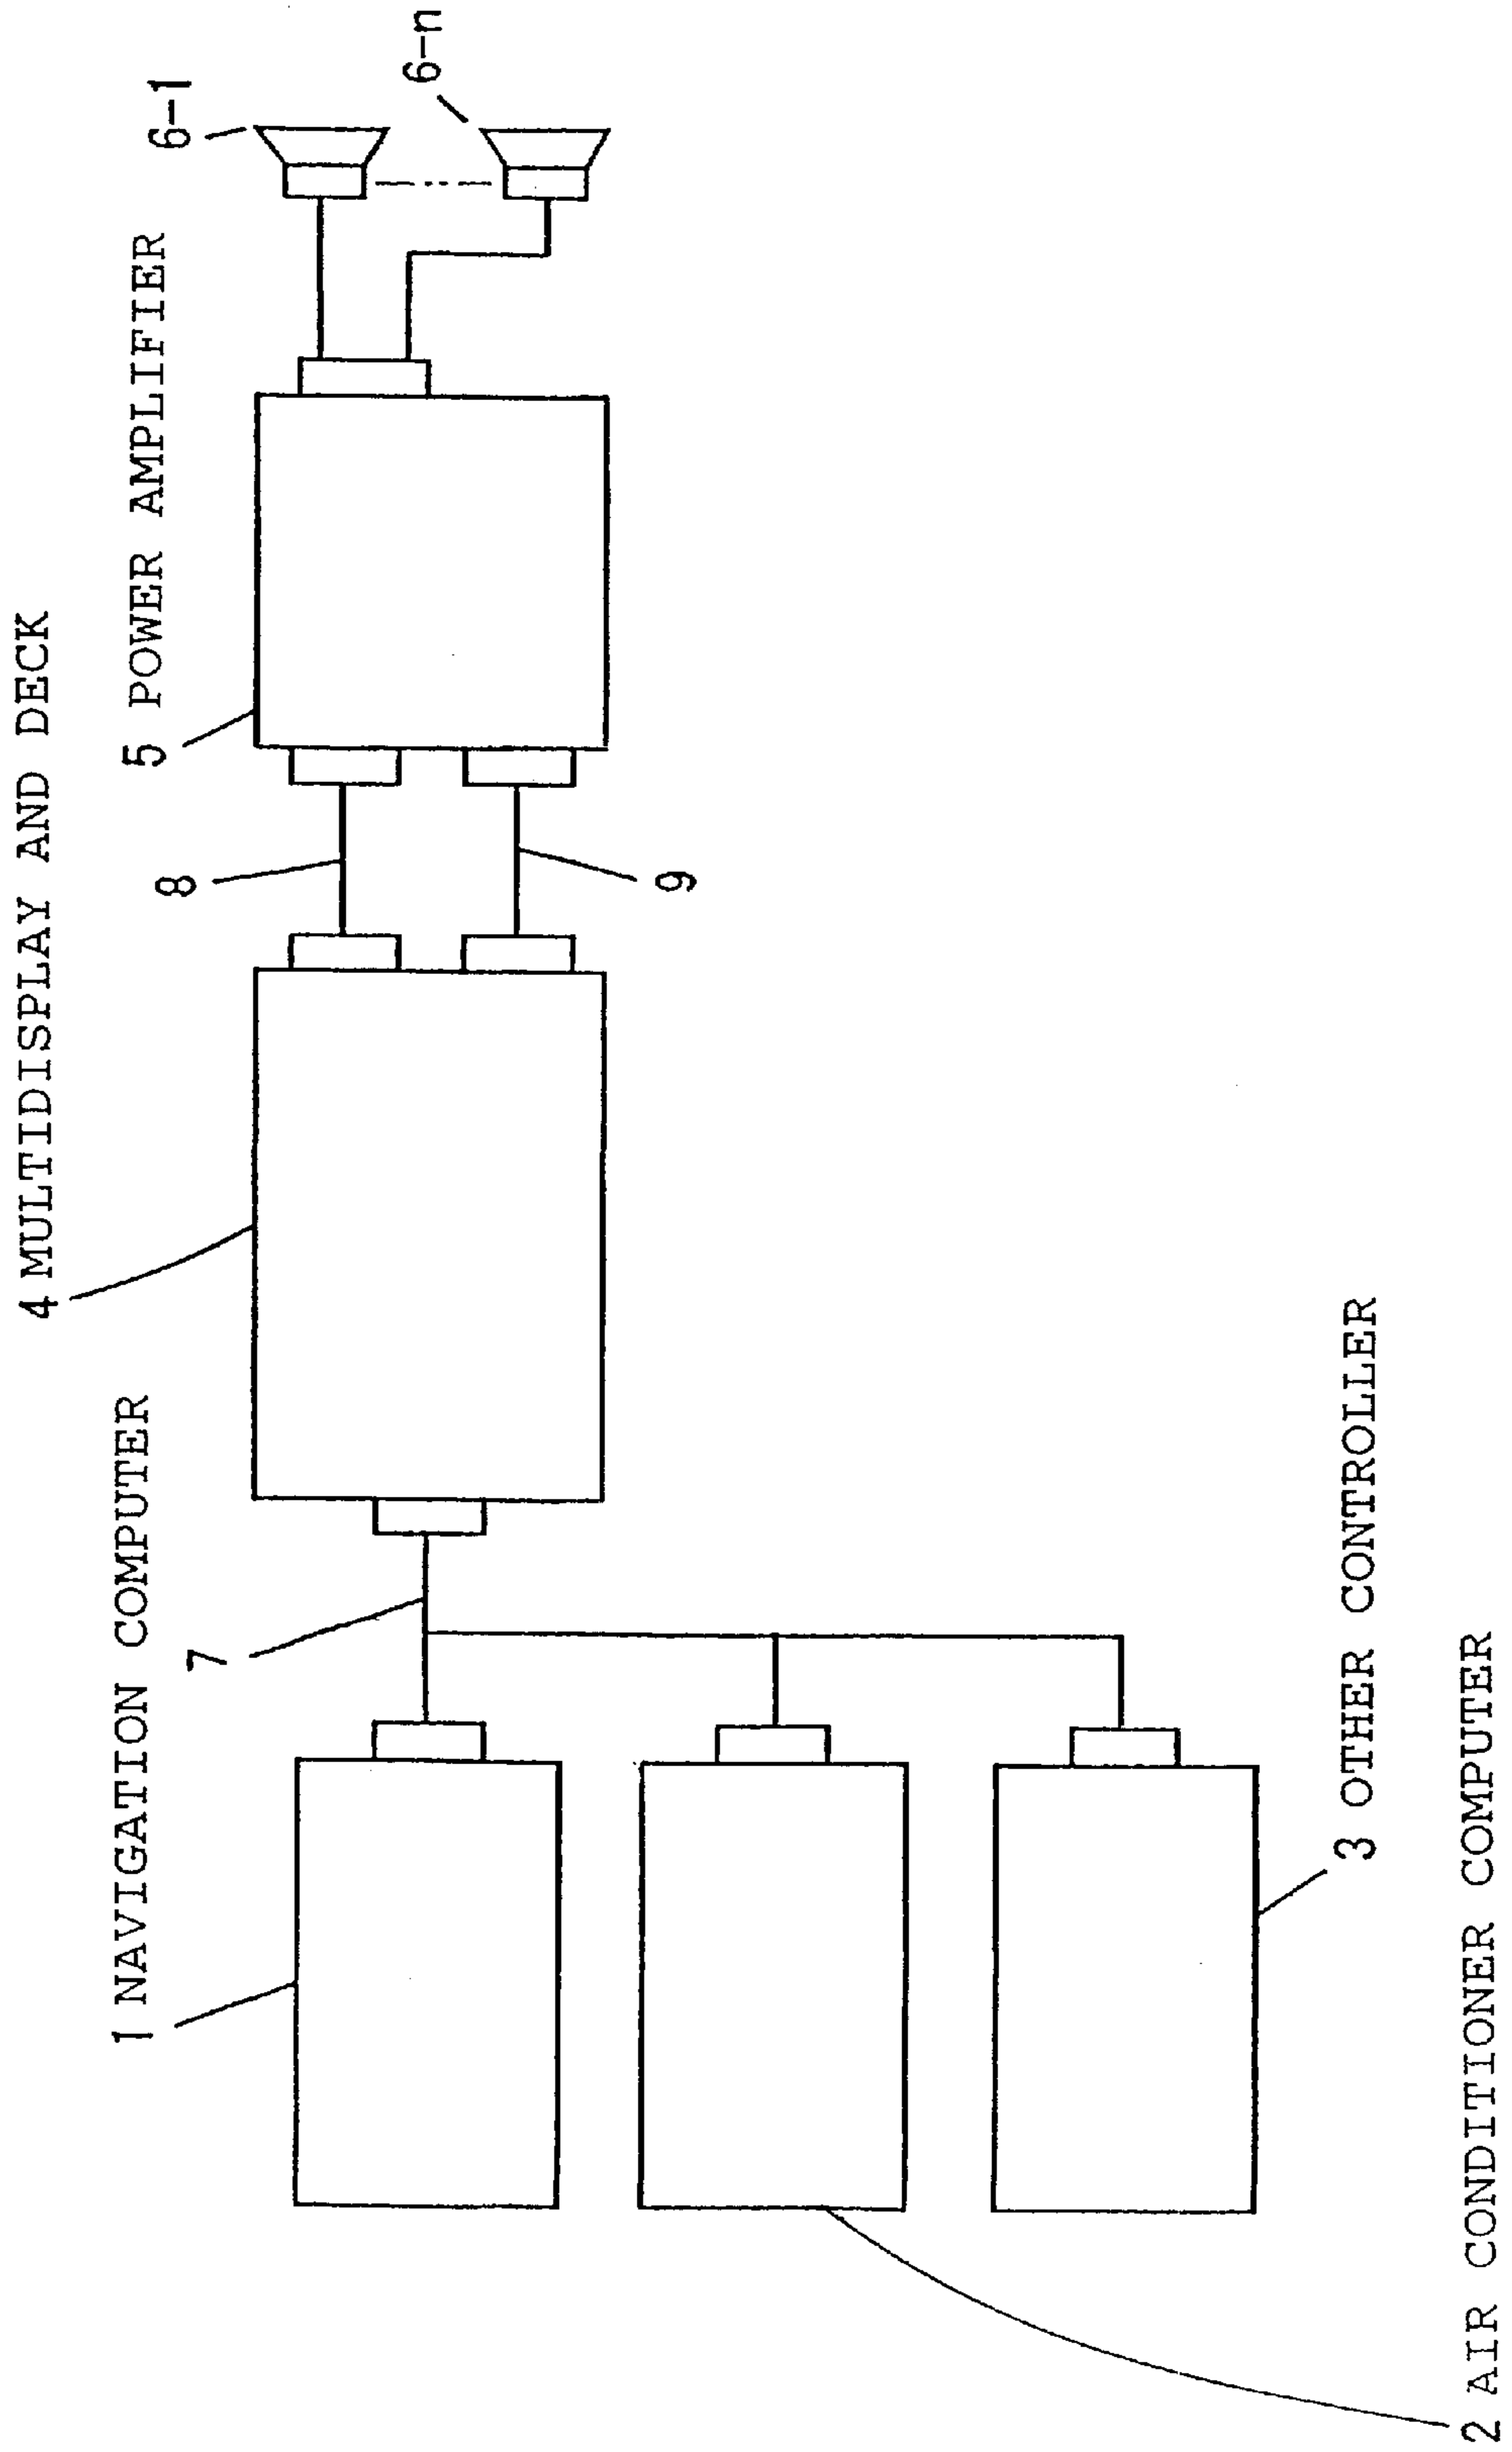 4 MULTIDISPLAY AND DECK
1 NAVIGATION COMPUTER
5 POWER AMPLIFIER
6-1
6-n
7
8
9
3 OTHER CONTROLLER
2 AIR CONDITIONER COMPUTER